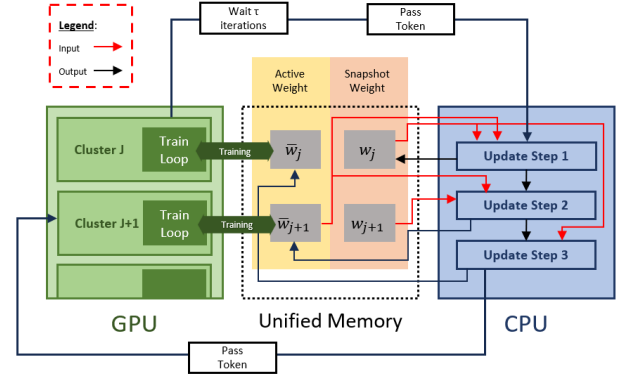 Legend:
Input
Output
Wait τ
iterations
Pass
Token
Active
Weight
Snapshot
Weight
Cluster J
Train
Loop
Training
w̅ⱼ
wⱼ
Update Step 1
Cluster J+1
Train
Loop
Training
w̅ⱼ₊₁
wⱼ₊₁
Update Step 2
Update Step 3
GPU
Unified Memory
CPU
Pass
Token